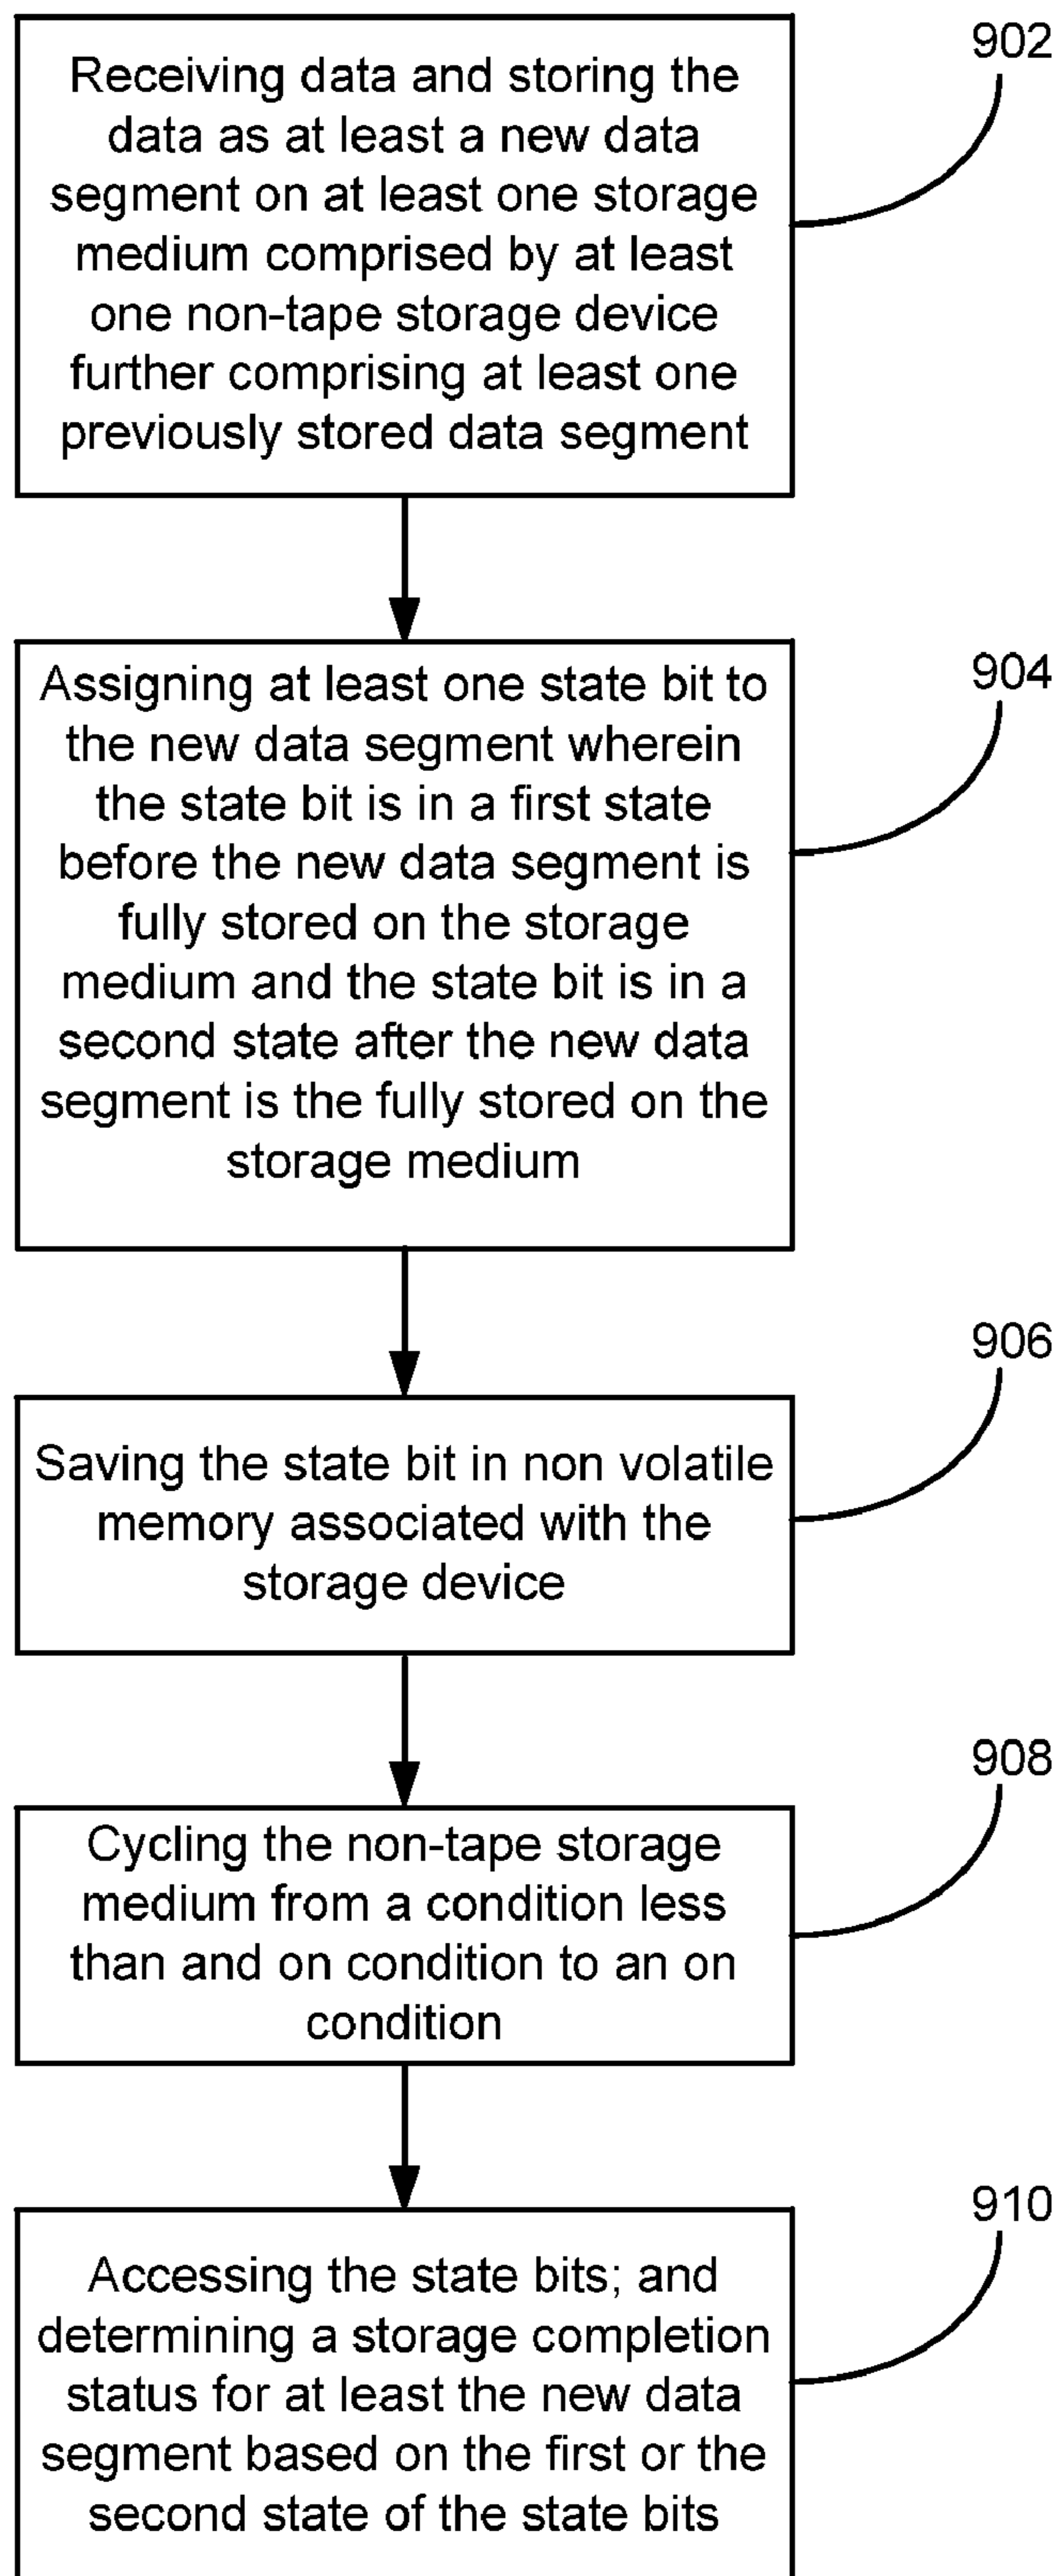 902
Receiving data and storing the
data as at least a new data
segment on at least one storage
medium comprised by at least
one non-tape storage device
further comprising at least one
previously stored data segment
904
Assigning at least one state bit to
the new data segment wherein
the state bit is in a first state
before the new data segment is
fully stored on the storage
medium and the state bit is in a
second state after the new data
segment is the fully stored on the
storage medium
906
Saving the state bit in non volatile
memory associated with the
storage device
908
Cycling the non-tape storage
medium from a condition less
than and on condition to an on
condition
910
Accessing the state bits; and
determining a storage completion
status for at least the new data
segment based on the first or the
second state of the state bits